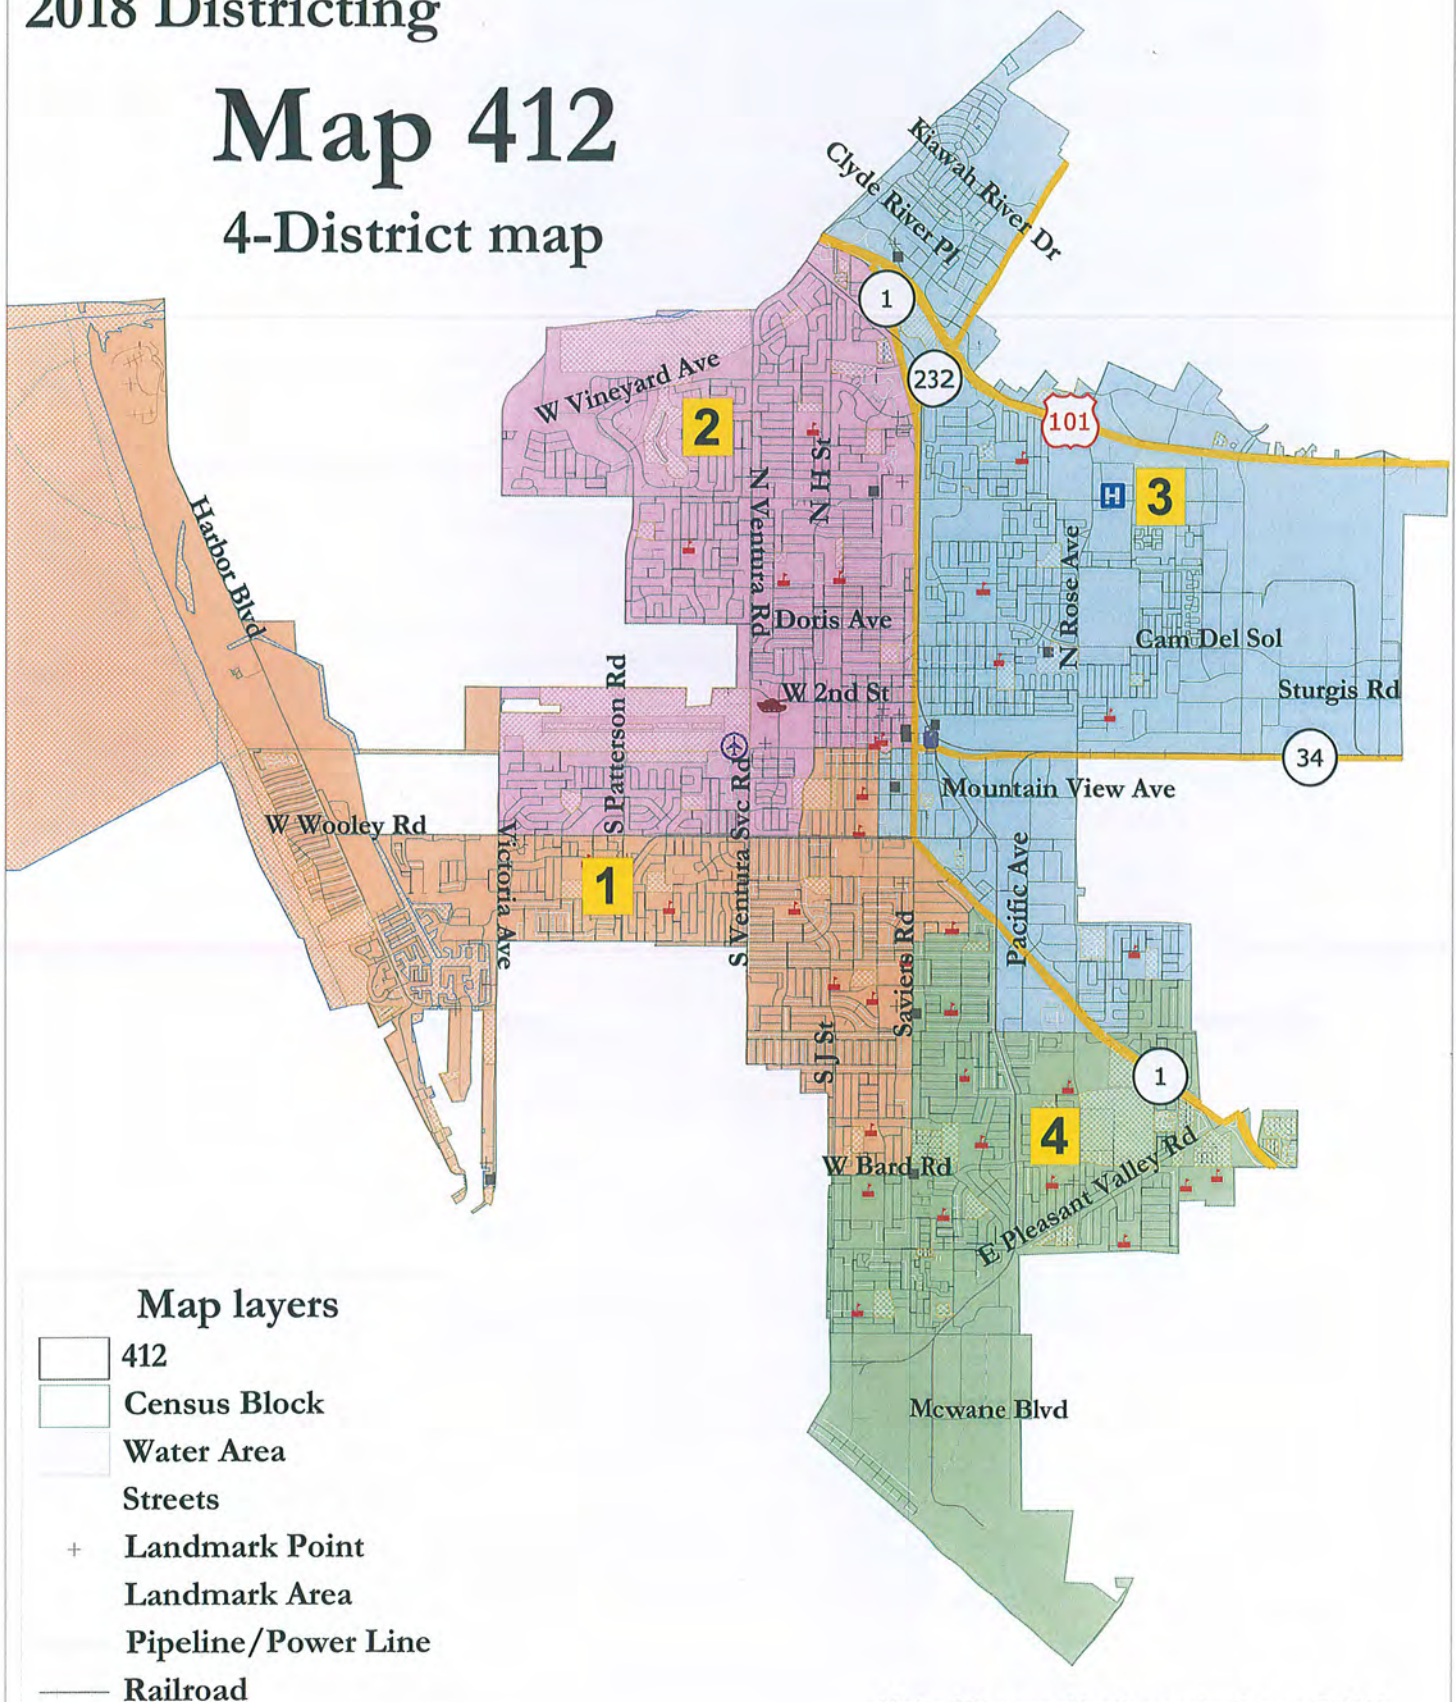 2018 Districting
Map 412
4-District map
Kiawah River Dr
Clyde River Pl
1
232
101
W Vineyard Ave
2
N H St
N Ventura Rd
H
3
N Rose Ave
Harbor Blvd
Doris Ave
Cam Del Sol
S Patterson Rd
W 2nd St
Sturgis Rd
34
Mountain View Ave
W Wooley Rd
Victoria Ave
1
S Ventura Svc Rd
Saviers Rd
Pacific Ave
S J St
1
4
W Bard Rd
E Pleasant Valley Rd
Mcwane Blvd
Map layers
412
Census Block
Water Area
Streets
Landmark Point
Landmark Area
Pipeline/Power Line
Railroad